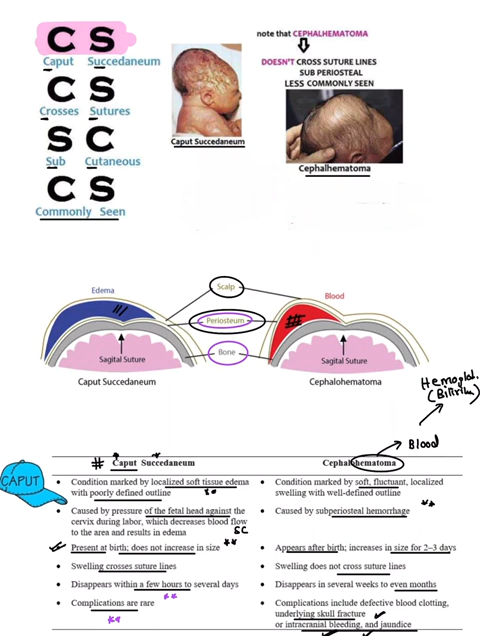 C S
Caput Succedaneum
C S
Crosses Sutures
S C
Sub Cutaneous
C S
Commonly Seen
Caput Succedaneum
note that CEPHALHEMATOMA
DOESN'T CROSS SUTURE LINES
SUB PERIOSTEAL
LESS COMMONLY SEEN
Cephalhematoma
Edema
Scalp
Blood
Periosteum
Bone
Sagital Suture
Sagital Suture
Caput Succedaneum
Cephalohematoma
Hemoglob.
Blood
# Caput Succedaneum
Cephalhematoma
CAPUT
• Condition marked by localized soft tissue edema
with poorly defined outline
• Caused by pressure of the fetal head against the
cervix during labor, which decreases blood flow
to the area and results in edema
SC
• Present at birth; does not increase in size **
• Swelling crosses suture lines
• Disappears within a few hours to several days
• Complications are rare **
**
• Condition marked by soft, fluctuant, localized
swelling with well-defined outline
• Caused by subperiosteal hemorrhage **
• Appears after birth; increases in size for 2–3 days
• Swelling does not cross suture lines
• Disappears in several weeks to even months
• Complications include defective blood clotting,
underlying skull fracture
or intracranial bleeding, and jaundice